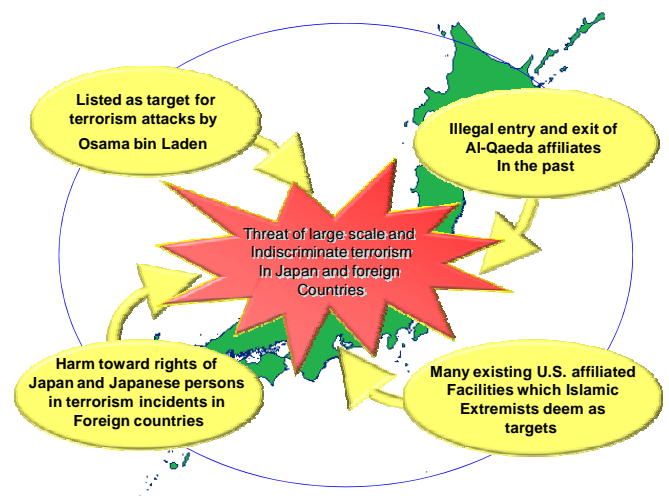 Listed as target for
terrorism attacks by
Osama bin Laden
Illegal entry and exit of
Al-Qaeda affiliates
In the past
Threat of large scale and
Indiscriminate terrorism
In Japan and foreign
Countries
Harm toward rights of
Japan and Japanese persons
in terrorism incidents in
Foreign countries
Many existing U.S. affiliated
Facilities which Islamic
Extremists deem as
targets